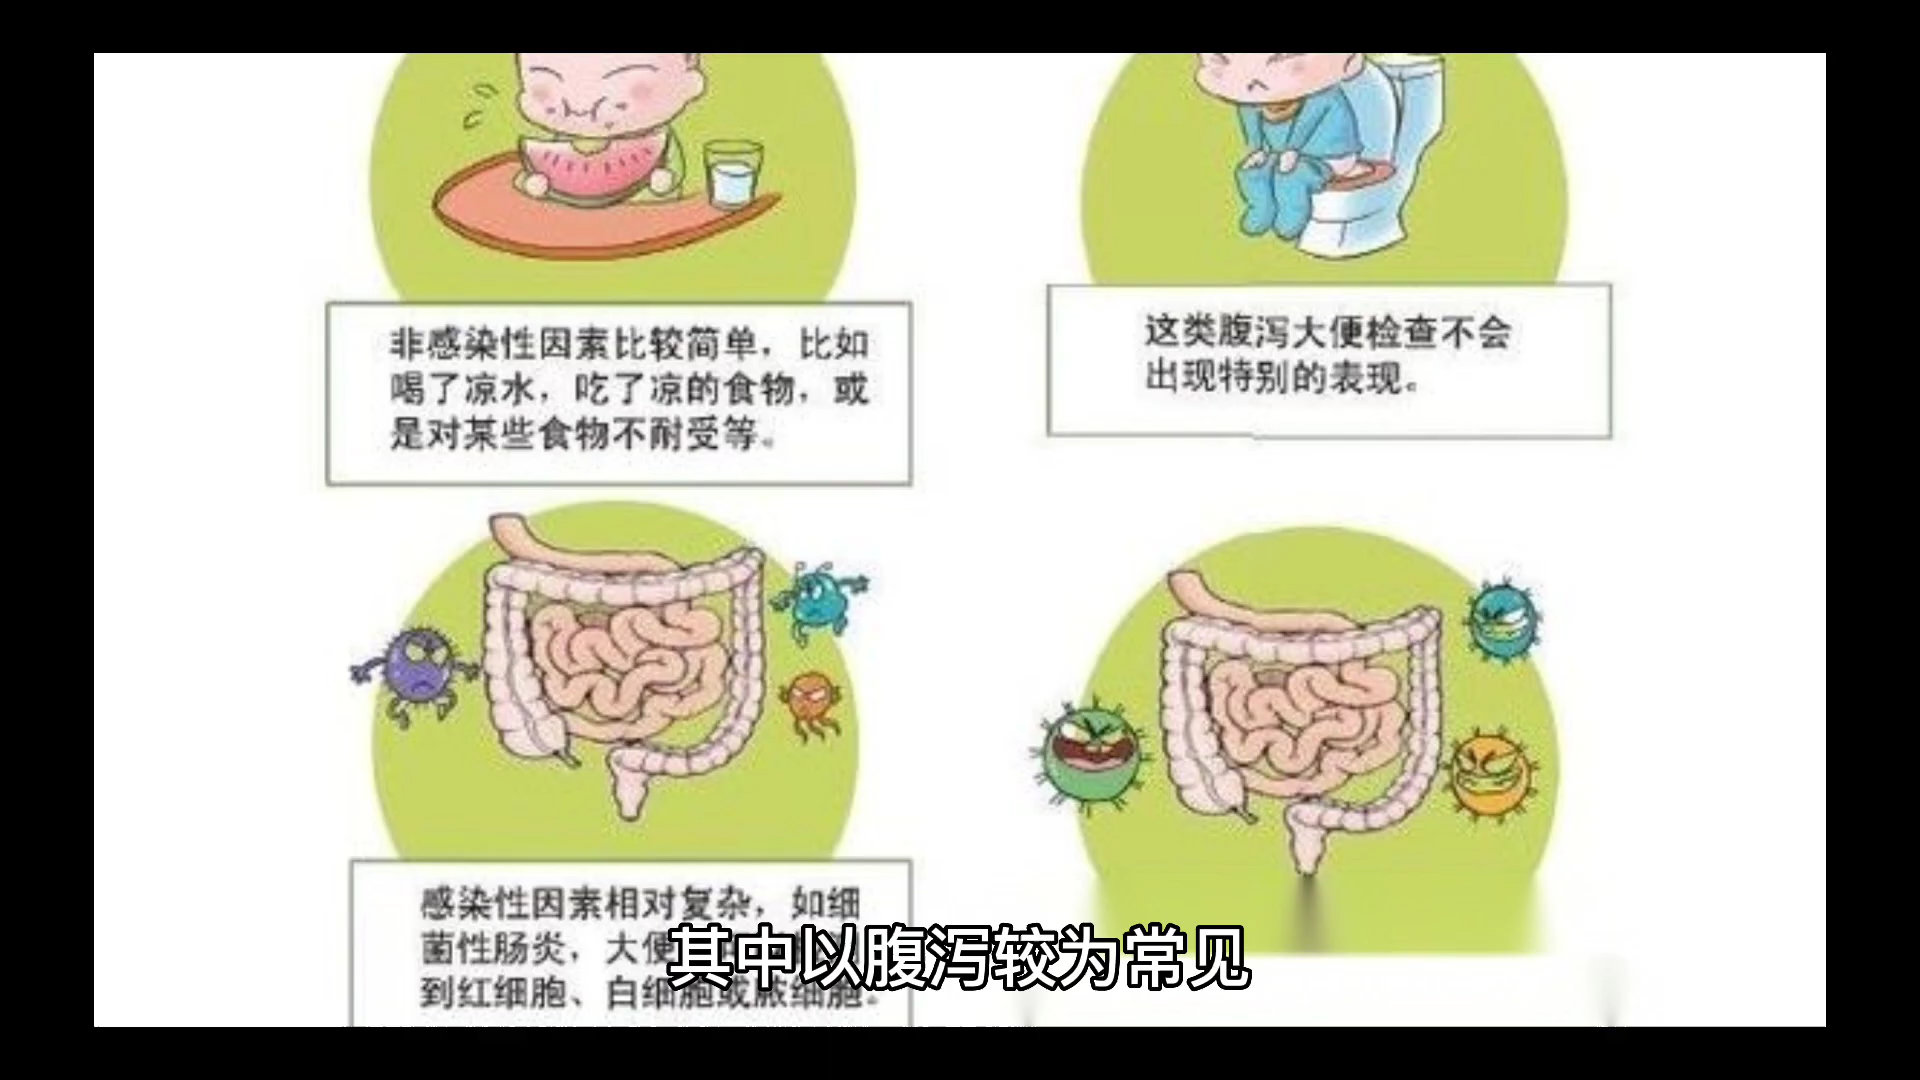 非感染性因素比较简单，比如
喝了凉水，吃了凉的食物，或
是对某些食物不耐受等。
这类腹泻大便检查不会
出现特别的表现。
感染性因素相对复杂，如细
菌性肠炎，大便
到红细胞、白细胞或脓细胞。
其中以腹泻较为常见